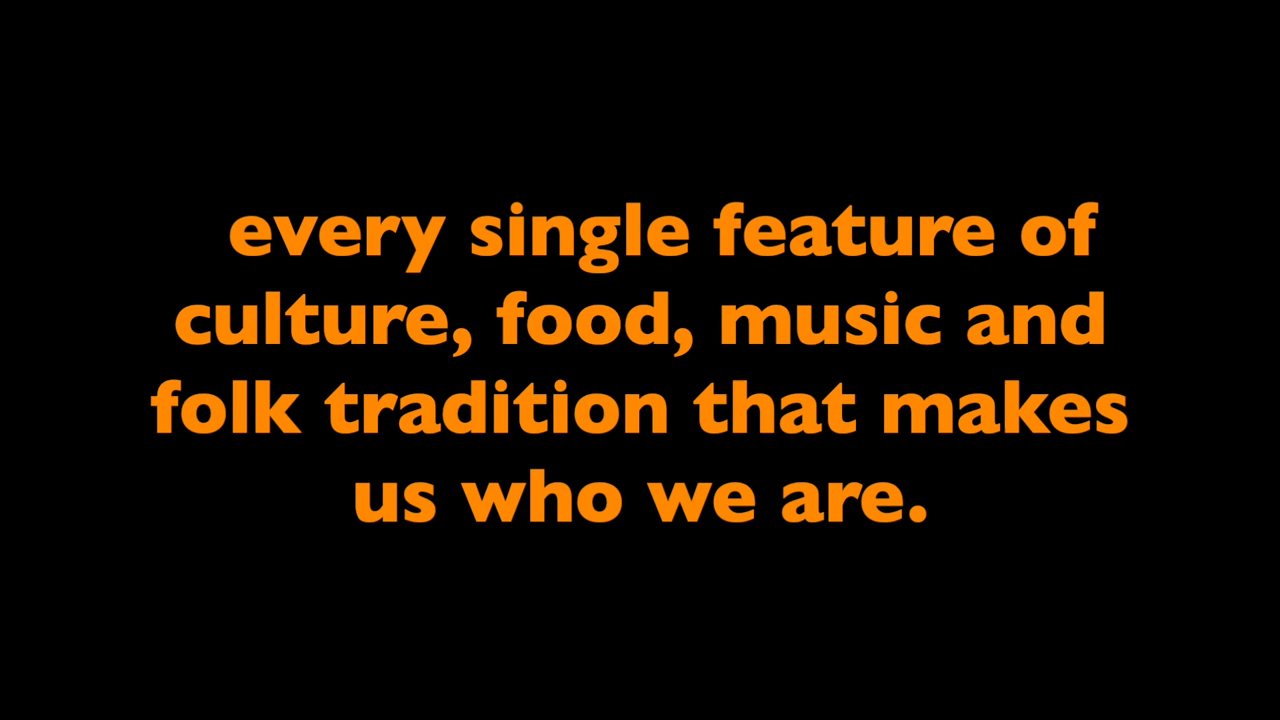 every single feature of
culture, food, music and
folk tradition that makes
us who we are.